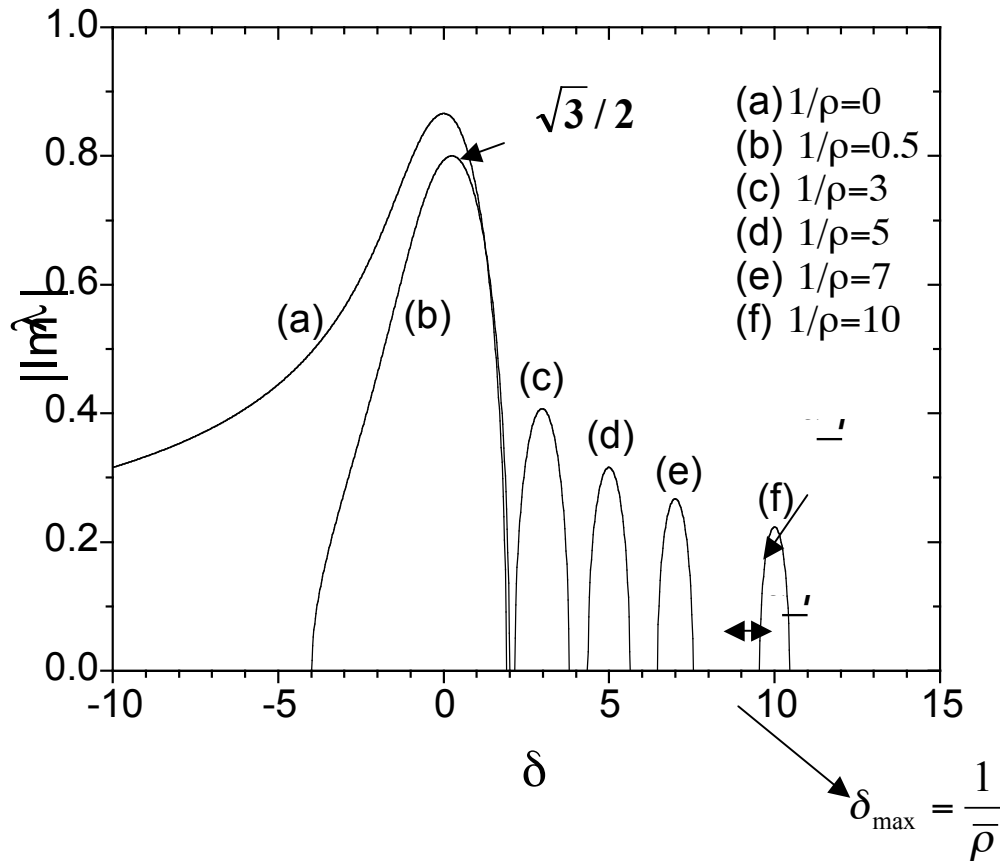 1.0
0.8
0.6
0.4
0.2
0.0
|Imλ|
√3 / 2
(a) 1/ρ=0
(b) 1/ρ=0.5
(c) 1/ρ=3
(d) 1/ρ=5
(e) 1/ρ=7
(f) 1/ρ=10
(a)
(b)
(c)
(d)
(e)
(f)
-10 -5 0 5 10 15
δ
δmax = 1/ρ̅